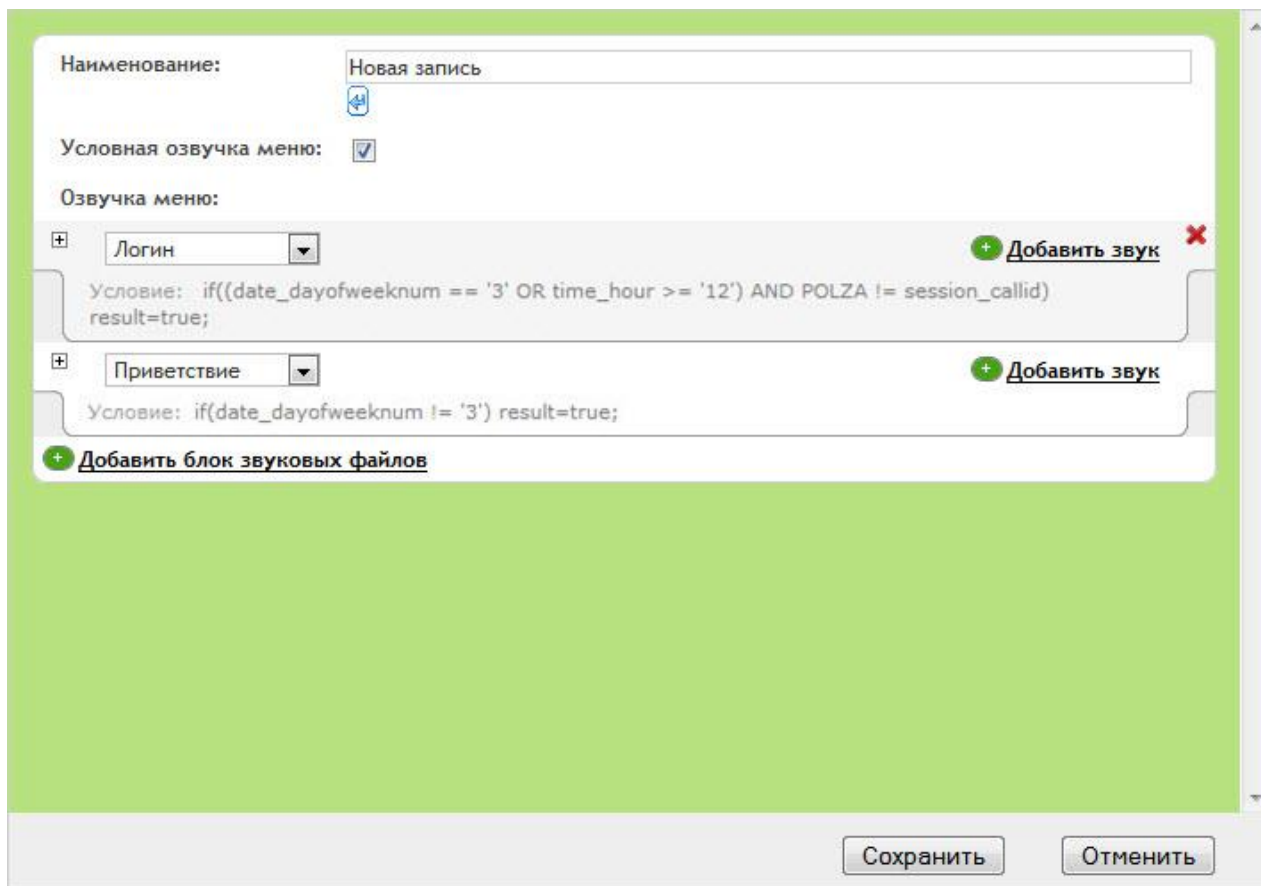 Наименование: Новая запись
Условная озвучка меню:
Озвучка меню:
Логин Добавить звук
Условие: if((date_dayofweeknum == '3' OR time_hour >= '12') AND POLZA != session_callid)
result=true;
Приветствие Добавить звук
Условие: if(date_dayofweeknum != '3') result=true;
Добавить блок звуковых файлов
Сохранить Отменить